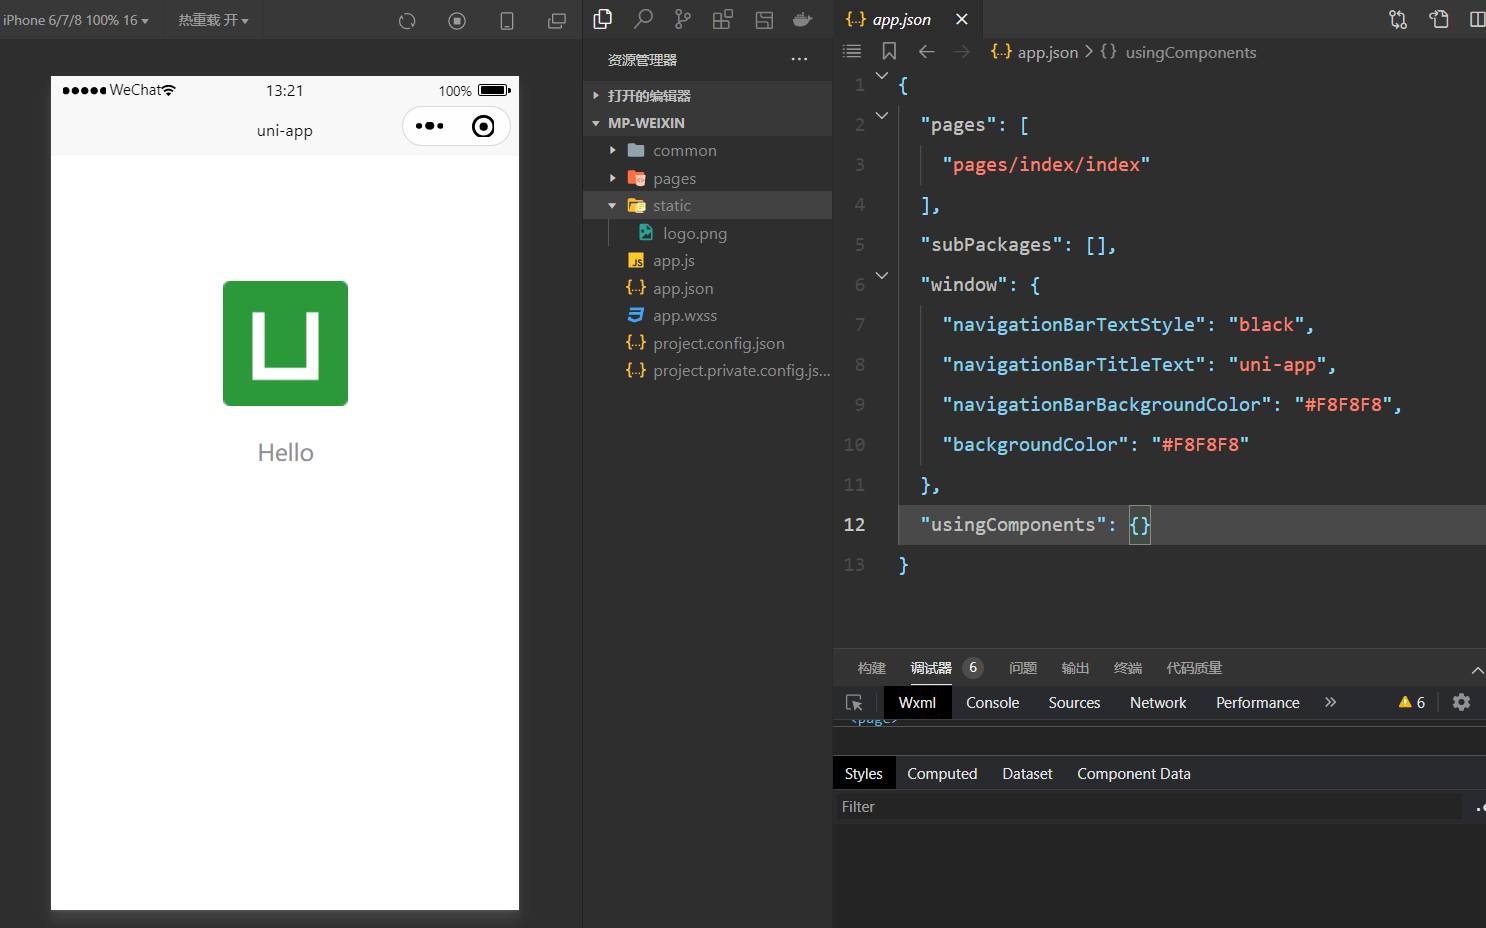 iPhone 6/7/8 100% 16
热重载 开
WeChat
13:21
100%
uni-app
Hello
资源管理器
打开的编辑器
MP-WEIXIN
common
pages
static
logo.png
app.js
app.json
app.wxss
project.config.json
project.private.config.js...
app.json
app.json
usingComponents
1 {
2 "pages": [
3 "pages/index/index"
4 ],
5 "subPackages": [],
6 "window": {
7 "navigationBarTextStyle": "black",
8 "navigationBarTitleText": "uni-app",
9 "navigationBarBackgroundColor": "#F8F8F8",
10 "backgroundColor": "#F8F8F8"
11 },
12 "usingComponents": {}
13 }
构建 调试器 6 问题 输出 终端 代码质量
Wxml Console Sources Network Performance 6
<page>
Styles Computed Dataset Component Data
Filter